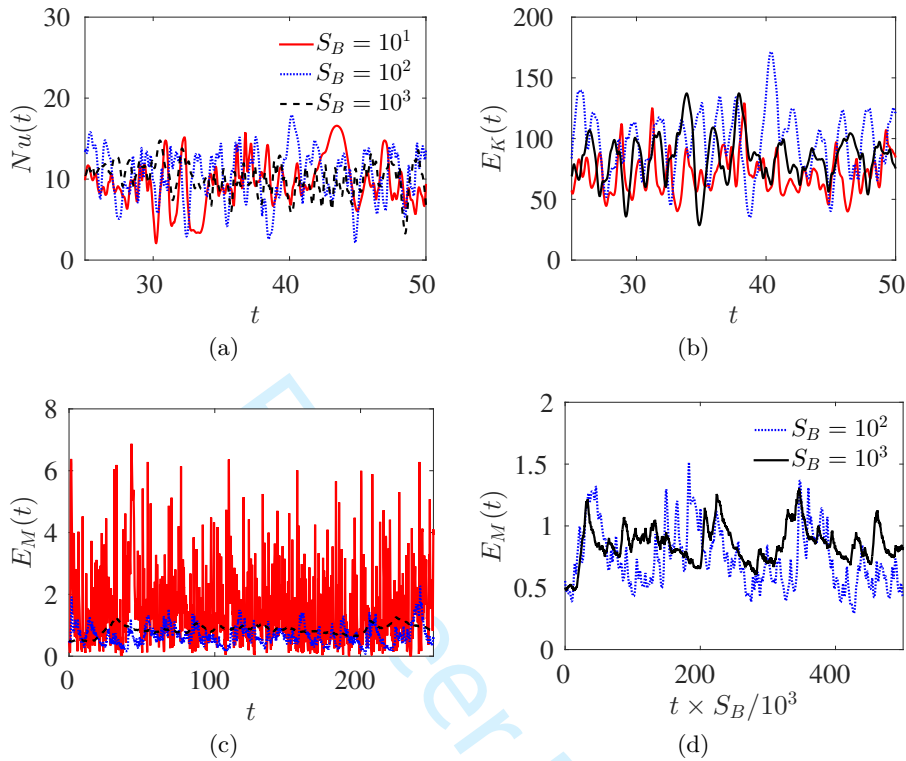 30
20
10
0
Nu(t)
S_B = 10^1
S_B = 10^2
S_B = 10^3
30 40 50
t
(a)
200
150
100
50
0
E_K(t)
30 40 50
t
(b)
8
6
4
2
0
E_M(t)
0 100 200
t
(c)
2
1.5
1
0.5
0
E_M(t)
S_B = 10^2
S_B = 10^3
0 200 400
t × S_B/10^3
(d)